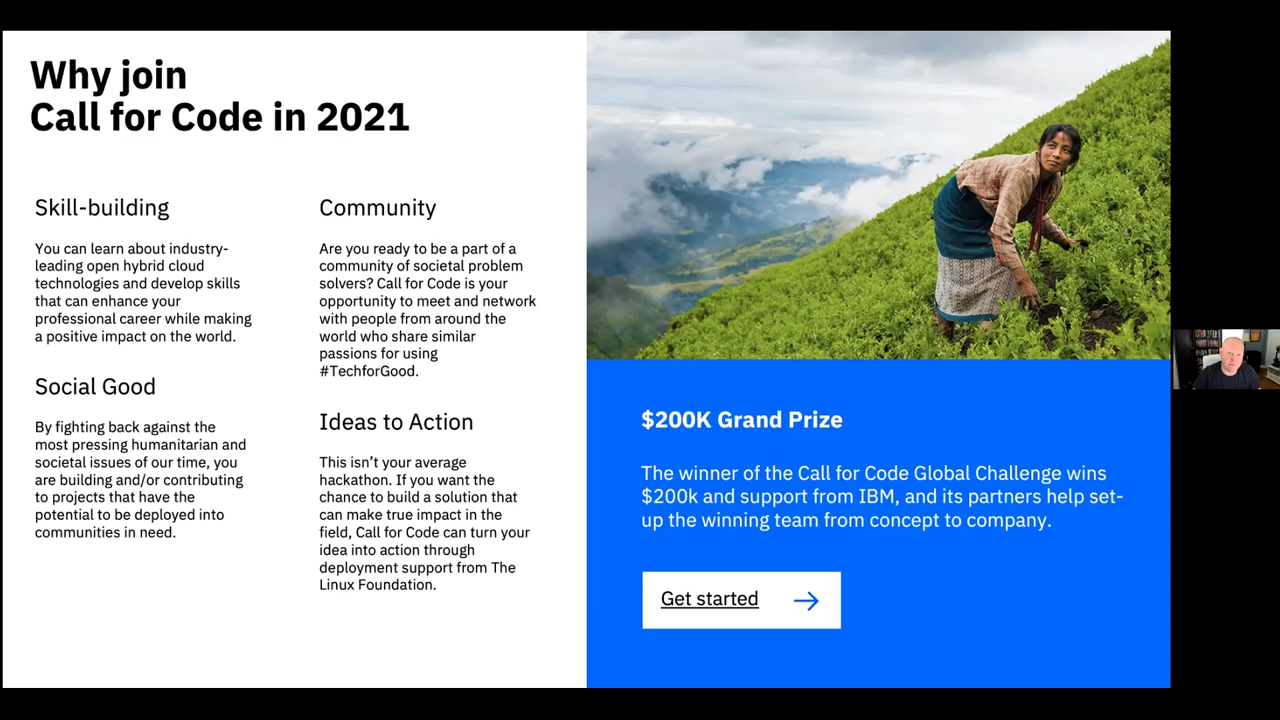 Why join
Call for Code in 2021
Skill-building
You can learn about industry-
leading open hybrid cloud
technologies and develop skills
that can enhance your
professional career while making
a positive impact on the world.
Social Good
By fighting back against the
most pressing humanitarian and
societal issues of our time, you
are building and/or contributing
to projects that have the
potential to be deployed into
communities in need.
Community
Are you ready to be a part of a
community of societal problem
solvers? Call for Code is your
opportunity to meet and network
with people from around the
world who share similar
passions for using
#TechforGood.
Ideas to Action
This isn’t your average
hackathon. If you want the
chance to build a solution that
can make true impact in the
field, Call for Code can turn your
idea into action through
deployment support from The
Linux Foundation.
$200K Grand Prize
The winner of the Call for Code Global Challenge wins
$200k and support from IBM, and its partners help set-
up the winning team from concept to company.
Get started